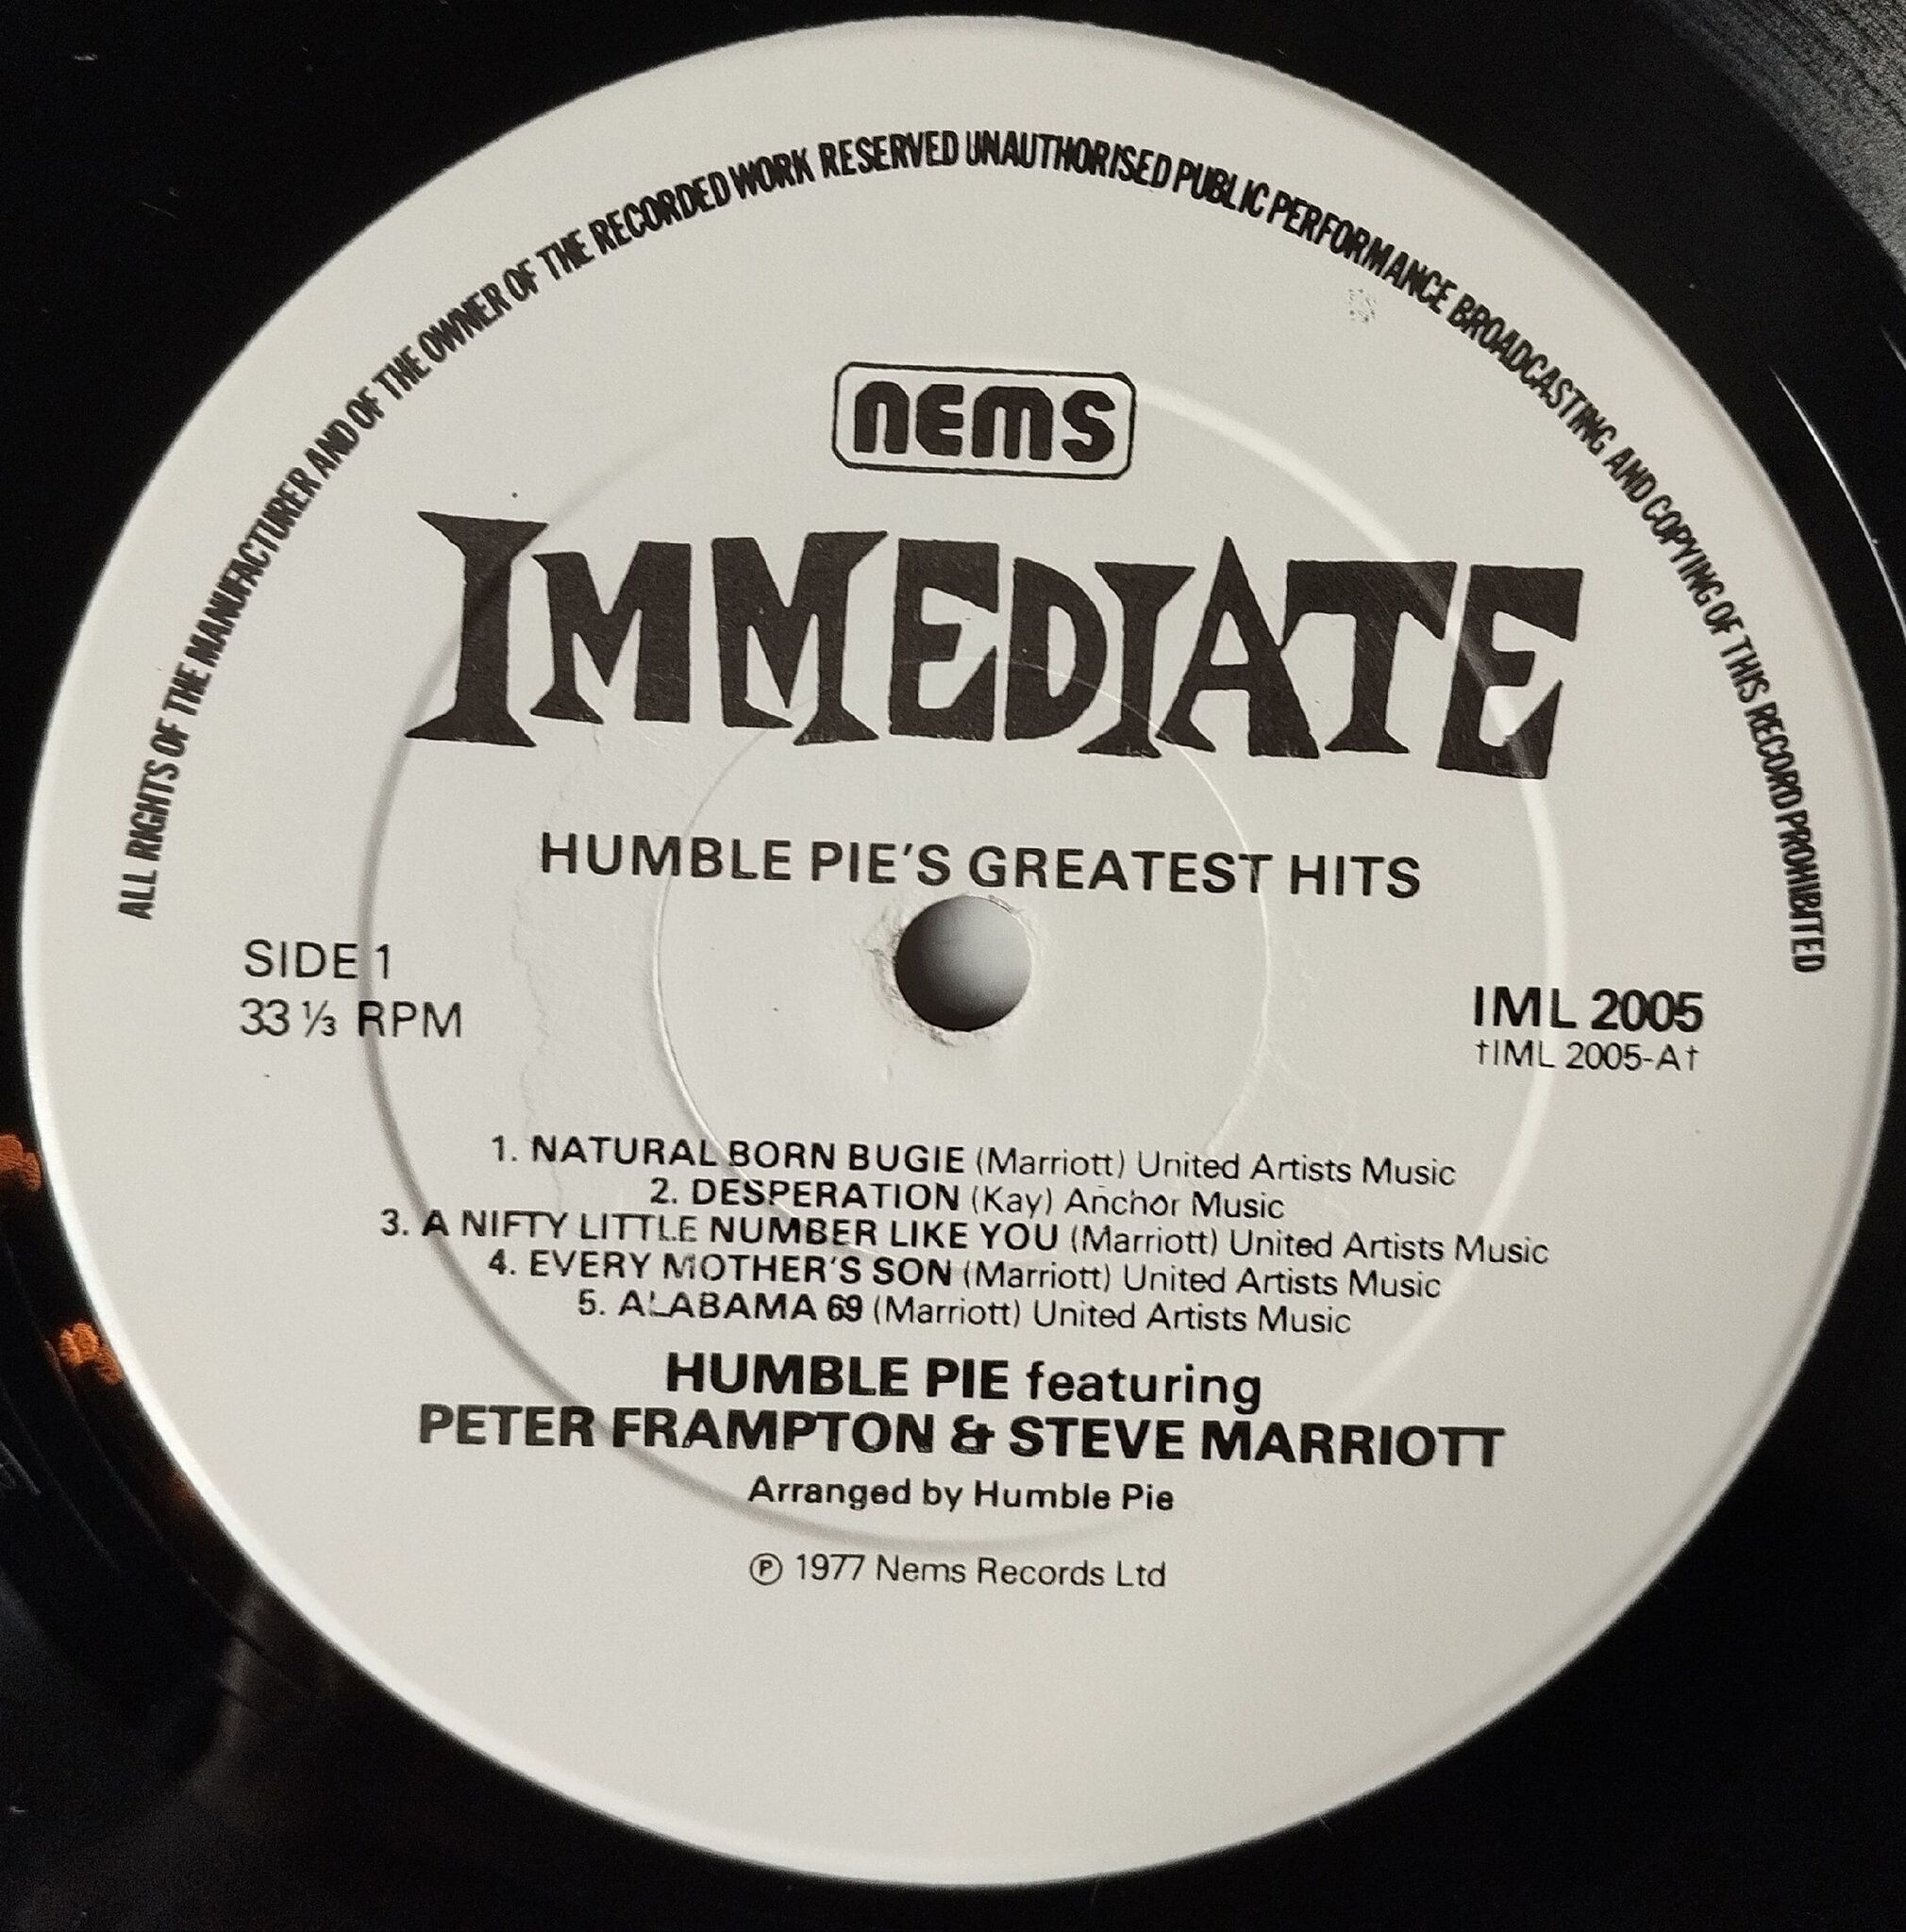 ALL RIGHTS OF THE MANUFACTURER AND OF THE OWNER OF THE RECORDED WORK RESERVED UNAUTHORISED PUBLIC PERFORMANCE BROADCASTING AND COPYING OF THIS RECORD PROHIBITED
nems
IMMEDIATE
HUMBLE PIE'S GREATEST HITS
SIDE 1
33 ⅓ RPM
IML 2005
†IML 2005-A†
1. NATURAL BORN BUGIE (Marriott) United Artists Music
2. DESPERATION (Kay) Anchor Music
3. A NIFTY LITTLE NUMBER LIKE YOU (Marriott) United Artists Music
4. EVERY MOTHER'S SON (Marriott) United Artists Music
5. ALABAMA 69 (Marriott) United Artists Music
HUMBLE PIE featuring
PETER FRAMPTON & STEVE MARRIOTT
Arranged by Humble Pie
℗ 1977 Nems Records Ltd